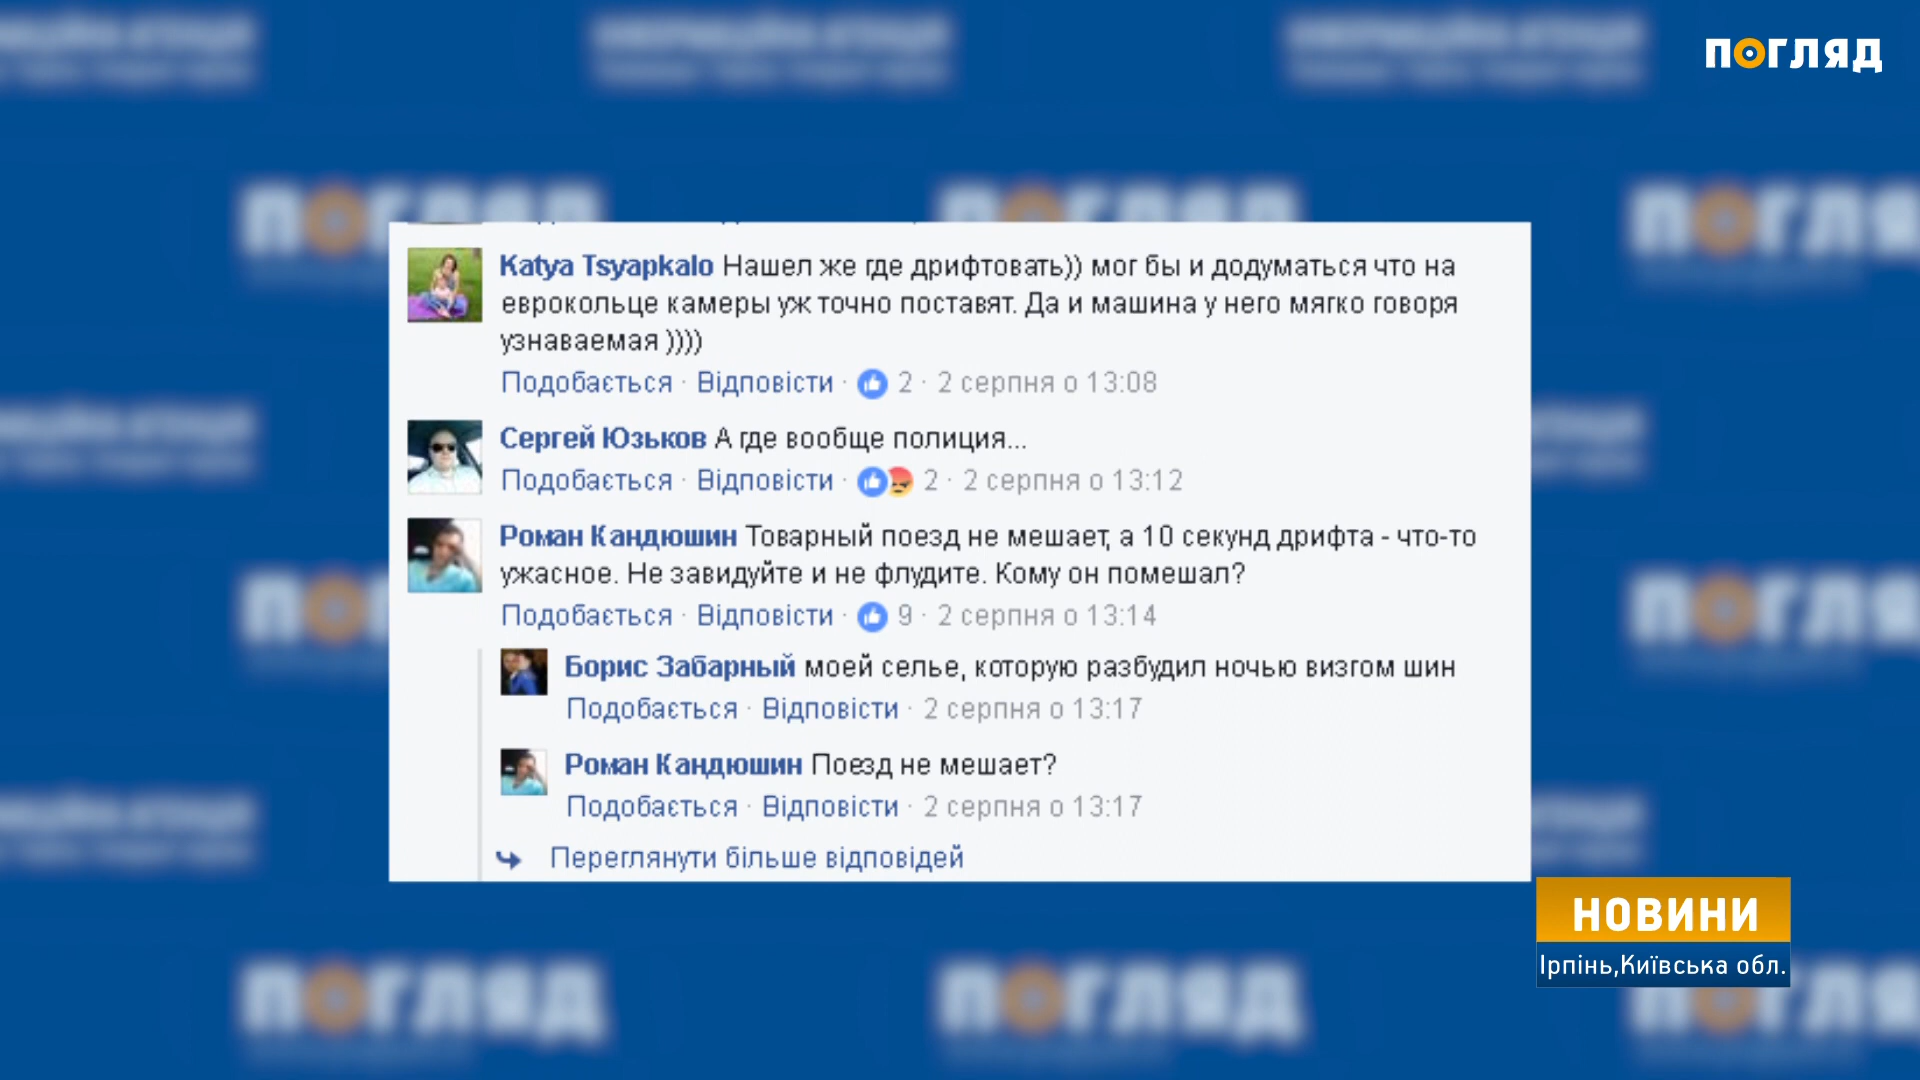 ПОГЛЯД
Katya Tsyapkalo Нашел же где дрифтовать)) мог бы и додуматься что на
еврокольце камеры уж точно поставят. Да и машина у него мягко говоря
узнаваемая ))))
Подобається · Відповісти · 2 · 2 серпня о 13:08
Сергей Юзьков А где вообще полиция...
Подобається · Відповісти · 2 · 2 серпня о 13:12
Роман Кандюшин Товарный поезд не мешает, а 10 секунд дрифта - что-то
ужасное. Не завидуйте и не флудите. Кому он помешал?
Подобається · Відповісти · 9 · 2 серпня о 13:14
Борис Забарный моей селье, которую разбудил ночью визгом шин
Подобається · Відповісти · 2 серпня о 13:17
Роман Кандюшин Поезд не мешает?
Подобається · Відповісти · 2 серпня о 13:17
Переглянути більше відповідей
НОВИНИ
Ірпінь,Київська обл.
ПОГЛЯД
ПОГЛЯД